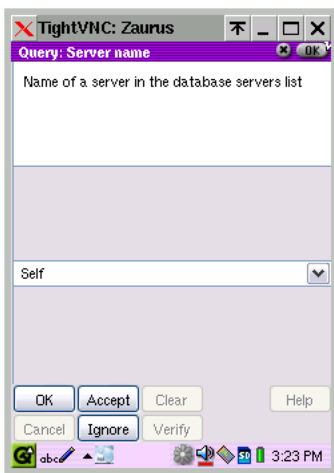 TightVNC: Zaurus
Query: Server name
OK
Name of a server in the database servers list
Self
OK Accept Clear Help
Cancel Ignore Verify
abc SD 3:23 PM